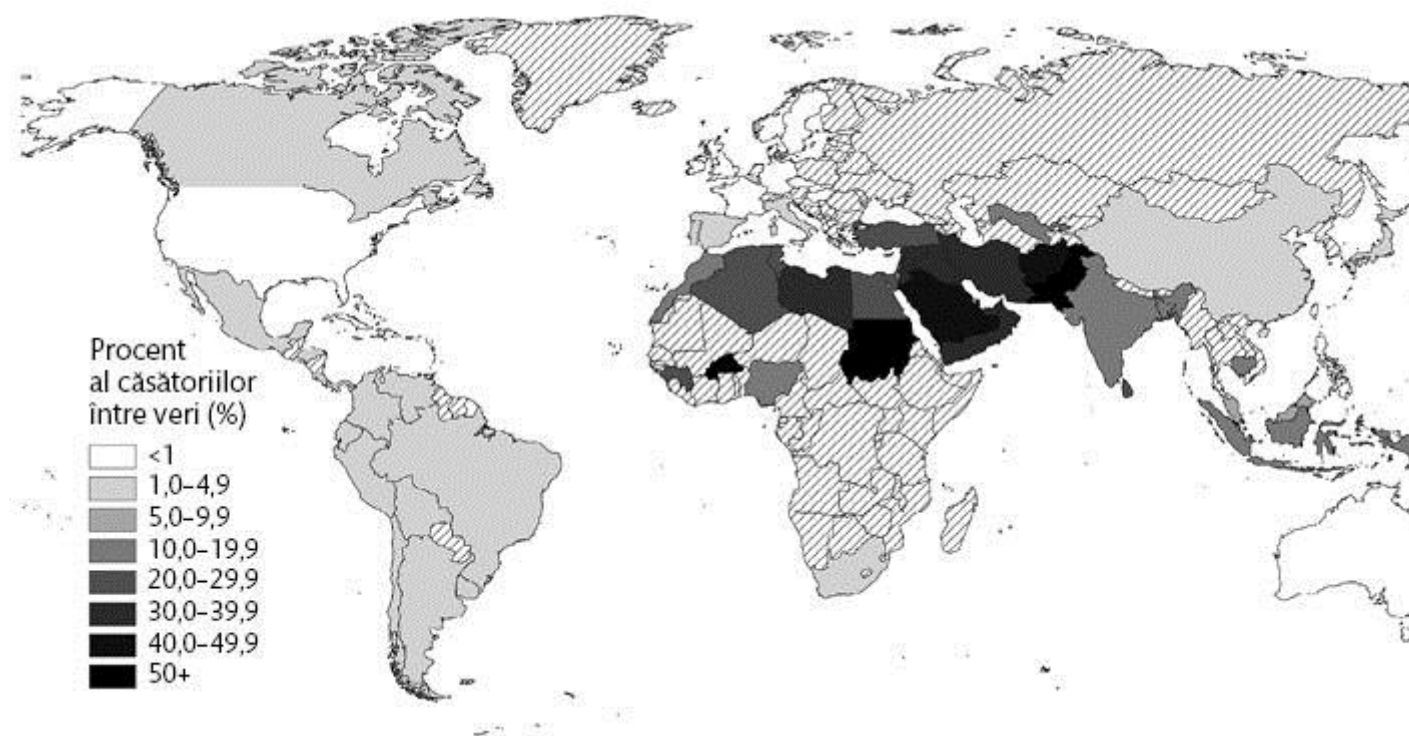 Procent
al căsătoriilor
între veri (%)
<1
1,0–4,9
5,0–9,9
10,0–19,9
20,0–29,9
30,0–39,9
40,0–49,9
50+